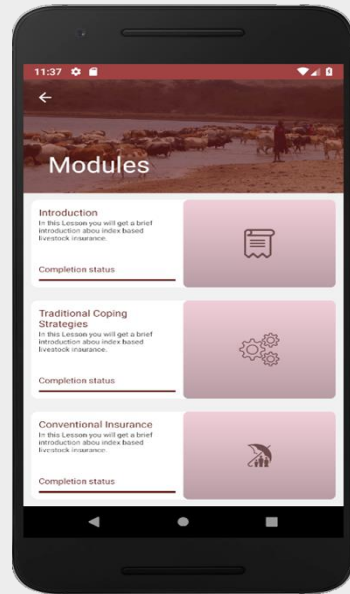 11:37
Modules
Introduction
In this Lesson you will get a brief
introduction abou index based
livestock insurance.
Completion status
Traditional Coping
Strategies
In this Lesson you will get a brief
introduction abou index based
livestock insurance.
Completion status
Conventional Insurance
In this Lesson you will get a brief
introduction abou index based
livestock insurance.
Completion status